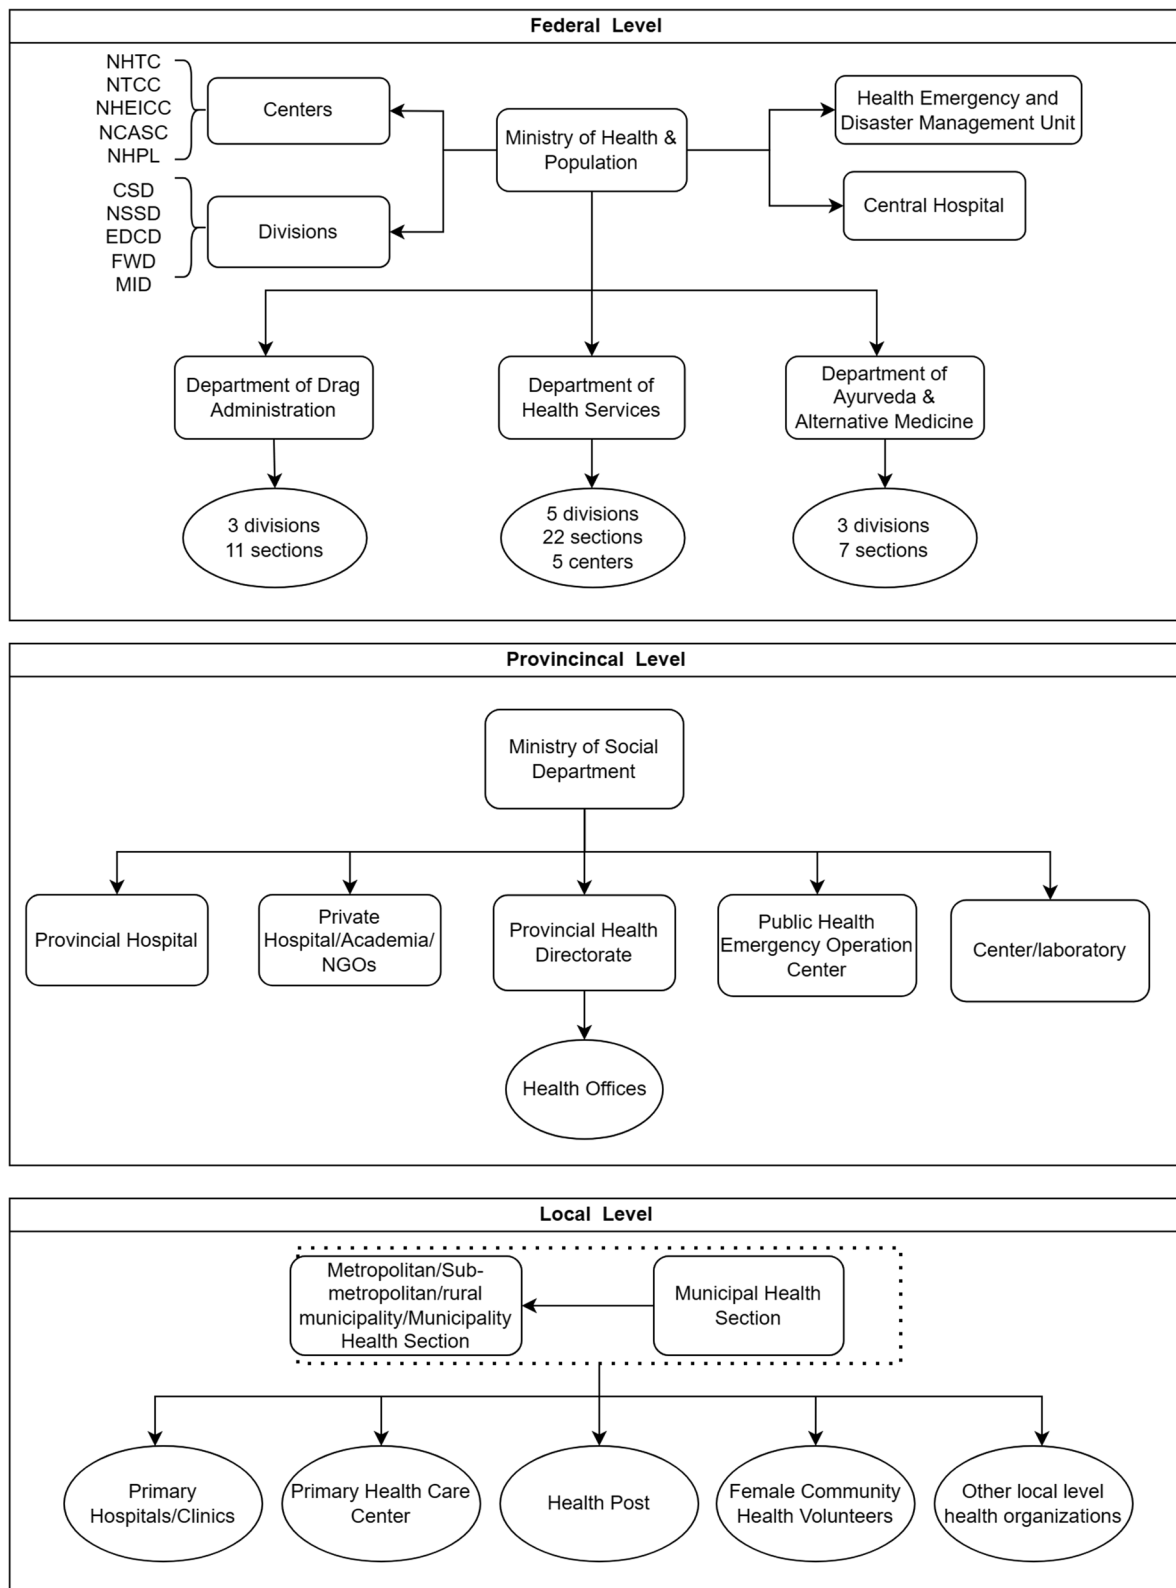 Federal Level
NHTC
NTCC
NHEICC
NCASC
NHPL
Centers
Ministry of Health &
Population
Health Emergency and
Disaster Management Unit
Central Hospital
CSD
NSSD
EDCD
FWD
MID
Divisions
Department of Drag
Administration
Department of
Health Services
Department of
Ayurveda &
Alternative Medicine
3 divisions
11 sections
5 divisions
22 sections
5 centers
3 divisions
7 sections
Provincincal Level
Ministry of Social
Department
Provincial Hospital
Private
Hospital/Academia/
NGOs
Provincial Health
Directorate
Public Health
Emergency Operation
Center
Center/laboratory
Health Offices
Local Level
Metropolitan/Sub-
metropolitan/rural
municipality/Municipality
Health Section
Municipal Health
Section
Primary
Hospitals/Clinics
Primary Health Care
Center
Health Post
Female Community
Health Volunteers
Other local level
health organizations